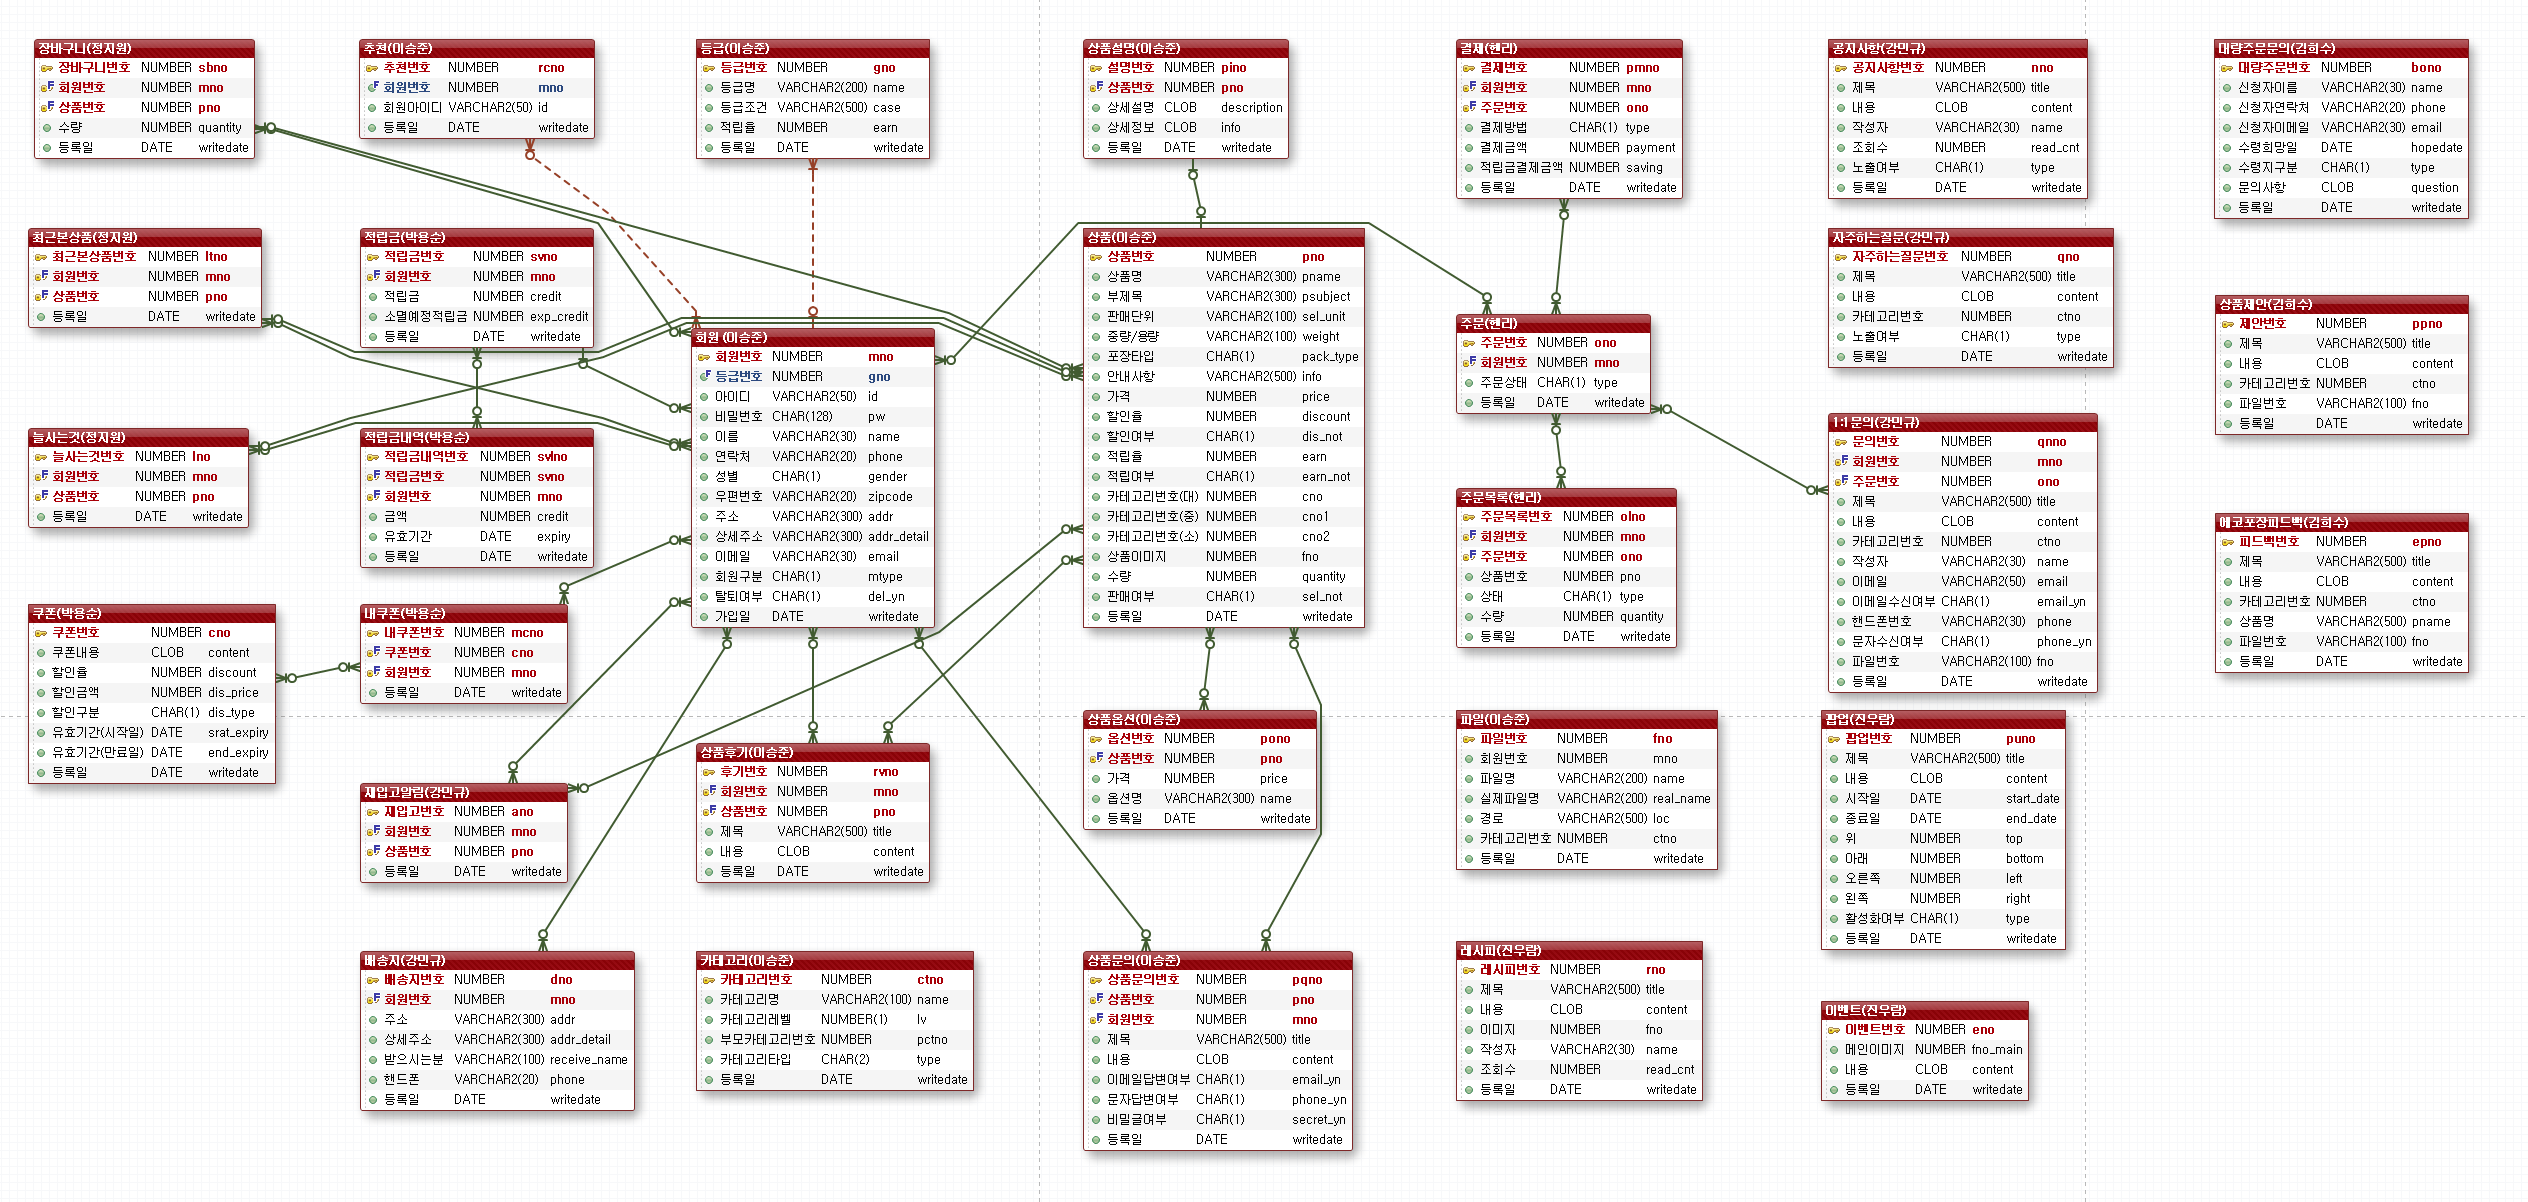 장바구니(정지원)
장바구니번호 NUMBER sbno
회원번호 NUMBER mno
상품번호 NUMBER pno
수량 NUMBER quantity
등록일 DATE writedate
추천(이승준)
추천번호 NUMBER rcno
회원번호 NUMBER mno
회원아이디 VARCHAR2(50) id
등록일 DATE writedate
등급(이승준)
등급번호 NUMBER gno
등급명 VARCHAR2(200) name
등급조건 VARCHAR2(500) case
적립율 NUMBER earn
등록일 DATE writedate
상품설명(이승준)
설명번호 NUMBER pino
상품번호 NUMBER pno
상세설명 CLOB description
상세정보 CLOB info
등록일 DATE writedate
결제(헨리)
결제번호 NUMBER pmno
회원번호 NUMBER mno
주문번호 NUMBER ono
결제방법 CHAR(1) type
결제금액 NUMBER payment
적립금결제금액 NUMBER saving
등록일 DATE writedate
공지사항(강민규)
공지사항번호 NUMBER nno
제목 VARCHAR2(500) title
내용 CLOB content
작성자 VARCHAR2(30) name
조회수 NUMBER read_cnt
노출여부 CHAR(1) type
등록일 DATE writedate
대량주문문의(김희수)
대량주문번호 NUMBER bono
신청자이름 VARCHAR2(30) name
신청자연락처 VARCHAR2(20) phone
신청자이메일 VARCHAR2(30) email
수령희망일 DATE hopedate
수령지구분 CHAR(1) type
문의사항 CLOB question
등록일 DATE writedate
최근본상품(정지원)
최근본상품번호 NUMBER ltno
회원번호 NUMBER mno
상품번호 NUMBER pno
등록일 DATE writedate
적립금(박용순)
적립금번호 NUMBER svno
회원번호 NUMBER mno
적립금 NUMBER credit
소멸예정적립금 NUMBER exp_credit
등록일 DATE writedate
회원 (이승준)
회원번호 NUMBER mno
등급번호 NUMBER gno
아이디 VARCHAR2(50) id
비밀번호 CHAR(128) pw
이름 VARCHAR2(30) name
연락처 VARCHAR2(20) phone
성별 CHAR(1) gender
우편번호 VARCHAR2(20) zipcode
주소 VARCHAR2(300) addr
상세주소 VARCHAR2(300) addr_detail
이메일 VARCHAR2(30) email
회원구분 CHAR(1) mtype
탈퇴여부 CHAR(1) del_yn
가입일 DATE writedate
상품(이승준)
상품번호 NUMBER pno
상품명 VARCHAR2(300) pname
부제목 VARCHAR2(300) psubject
판매단위 VARCHAR2(100) sel_unit
중량/용량 VARCHAR2(100) weight
포장타입 CHAR(1) pack_type
안내사항 VARCHAR2(500) info
가격 NUMBER price
할인율 NUMBER discount
할인여부 CHAR(1) dis_not
적립율 NUMBER earn
적립여부 CHAR(1) earn_not
카테고리번호(대) NUMBER cno
카테고리번호(중) NUMBER cno1
카테고리번호(소) NUMBER cno2
상품이미지 NUMBER fno
수량 NUMBER quantity
판매여부 CHAR(1) sel_not
등록일 DATE writedate
주문(헨리)
주문번호 NUMBER ono
회원번호 NUMBER mno
주문상태 CHAR(1) type
등록일 DATE writedate
자주하는질문(강민규)
자주하는질문번호 NUMBER qno
제목 VARCHAR2(500) title
내용 CLOB content
카테고리번호 NUMBER ctno
노출여부 CHAR(1) type
등록일 DATE writedate
상품제안(김희수)
제안번호 NUMBER ppno
제목 VARCHAR2(500) title
내용 CLOB content
카테고리번호 NUMBER ctno
파일번호 VARCHAR2(100) fno
등록일 DATE writedate
늘사는것(정지원)
늘사는것번호 NUMBER lno
회원번호 NUMBER mno
상품번호 NUMBER pno
등록일 DATE writedate
적립금내역(박용순)
적립금내역번호 NUMBER svlno
적립금번호 NUMBER svno
회원번호 NUMBER mno
금액 NUMBER credit
유효기간 DATE expiry
등록일 DATE writedate
주문목록(헨리)
주문목록번호 NUMBER olno
회원번호 NUMBER mno
주문번호 NUMBER ono
상품번호 NUMBER pno
상태 CHAR(1) type
수량 NUMBER quantity
등록일 DATE writedate
1:1문의(강민규)
문의번호 NUMBER qnno
회원번호 NUMBER mno
주문번호 NUMBER ono
제목 VARCHAR2(500) title
내용 CLOB content
카테고리번호 NUMBER ctno
작성자 VARCHAR2(30) name
이메일 VARCHAR2(50) email
이메일수신여부 CHAR(1) email_yn
핸드폰번호 VARCHAR2(30) phone
문자수신여부 CHAR(1) phone_yn
파일번호 VARCHAR2(100) fno
등록일 DATE writedate
에코포장피드백(김희수)
피드백번호 NUMBER epno
제목 VARCHAR2(500) title
내용 CLOB content
카테고리번호 NUMBER ctno
상품명 VARCHAR2(500) pname
파일번호 VARCHAR2(100) fno
등록일 DATE writedate
쿠폰(박용순)
쿠폰번호 NUMBER cno
쿠폰내용 CLOB content
할인율 NUMBER discount
할인금액 NUMBER dis_price
할인구분 CHAR(1) dis_type
유효기간(시작일) DATE srat_expiry
유효기간(만료일) DATE end_expiry
등록일 DATE writedate
내쿠폰(박용순)
내쿠폰번호 NUMBER mcno
쿠폰번호 NUMBER cno
회원번호 NUMBER mno
등록일 DATE writedate
재입고알림(강민규)
재입고번호 NUMBER ano
회원번호 NUMBER mno
상품번호 NUMBER pno
등록일 DATE writedate
상품후기(이승준)
후기번호 NUMBER rvno
회원번호 NUMBER mno
상품번호 NUMBER pno
제목 VARCHAR2(500) title
내용 CLOB content
등록일 DATE writedate
상품옵션(이승준)
옵션번호 NUMBER pono
상품번호 NUMBER pno
가격 NUMBER price
옵션명 VARCHAR2(300) name
등록일 DATE writedate
파일(이승준)
파일번호 NUMBER fno
회원번호 NUMBER mno
파일명 VARCHAR2(200) name
실제파일명 VARCHAR2(200) real_name
경로 VARCHAR2(500) loc
카테고리번호 NUMBER ctno
등록일 DATE writedate
팝업(진우람)
팝업번호 NUMBER puno
제목 VARCHAR2(500) title
내용 CLOB content
시작일 DATE start_date
종료일 DATE end_date
위 NUMBER top
아래 NUMBER bottom
오른쪽 NUMBER left
왼쪽 NUMBER right
활성화여부 CHAR(1) type
등록일 DATE writedate
배송지(강민규)
배송지번호 NUMBER dno
회원번호 NUMBER mno
주소 VARCHAR2(300) addr
상세주소 VARCHAR2(300) addr_detail
받으시는분 VARCHAR2(100) receive_name
핸드폰 VARCHAR2(20) phone
등록일 DATE writedate
카테고리(이승준)
카테고리번호 NUMBER ctno
카테고리명 VARCHAR2(100) name
카테고리레벨 NUMBER(1) lv
부모카테고리번호 NUMBER pctno
카테고리타입 CHAR(2) type
등록일 DATE writedate
상품문의(이승준)
상품문의번호 NUMBER pqno
상품번호 NUMBER pno
회원번호 NUMBER mno
제목 VARCHAR2(500) title
내용 CLOB content
이메일답변여부 CHAR(1) email_yn
문자답변여부 CHAR(1) phone_yn
비밀글여부 CHAR(1) secret_yn
등록일 DATE writedate
레시피(진우람)
레시피번호 NUMBER rno
제목 VARCHAR2(500) title
내용 CLOB content
이미지 NUMBER fno
작성자 VARCHAR2(30) name
조회수 NUMBER read_cnt
등록일 DATE writedate
이벤트(진우람)
이벤트번호 NUMBER eno
메인이미지 NUMBER fno_main
내용 CLOB content
등록일 DATE writedate